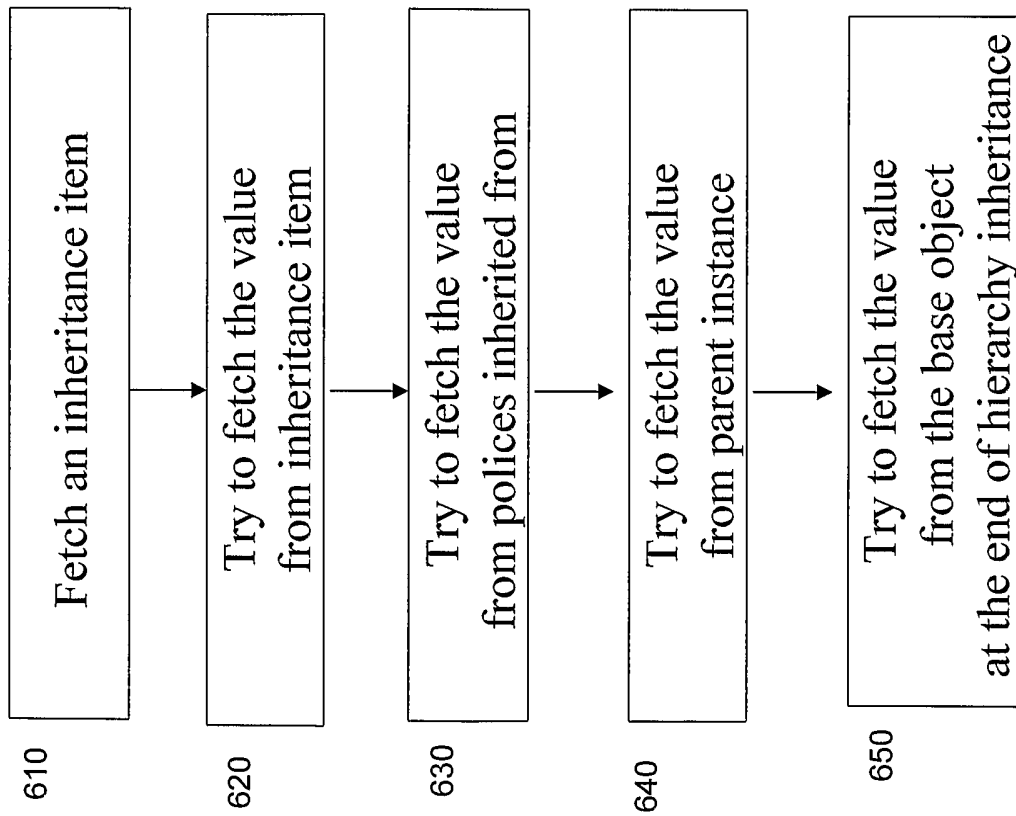 610
Fetch an inheritance item
620
Try to fetch the value
from inheritance item
630
Try to fetch the value
from polices inherited from
640
Try to fetch the value
from parent instance
650
Try to fetch the value
from the base object
at the end of hierarchy inheritance